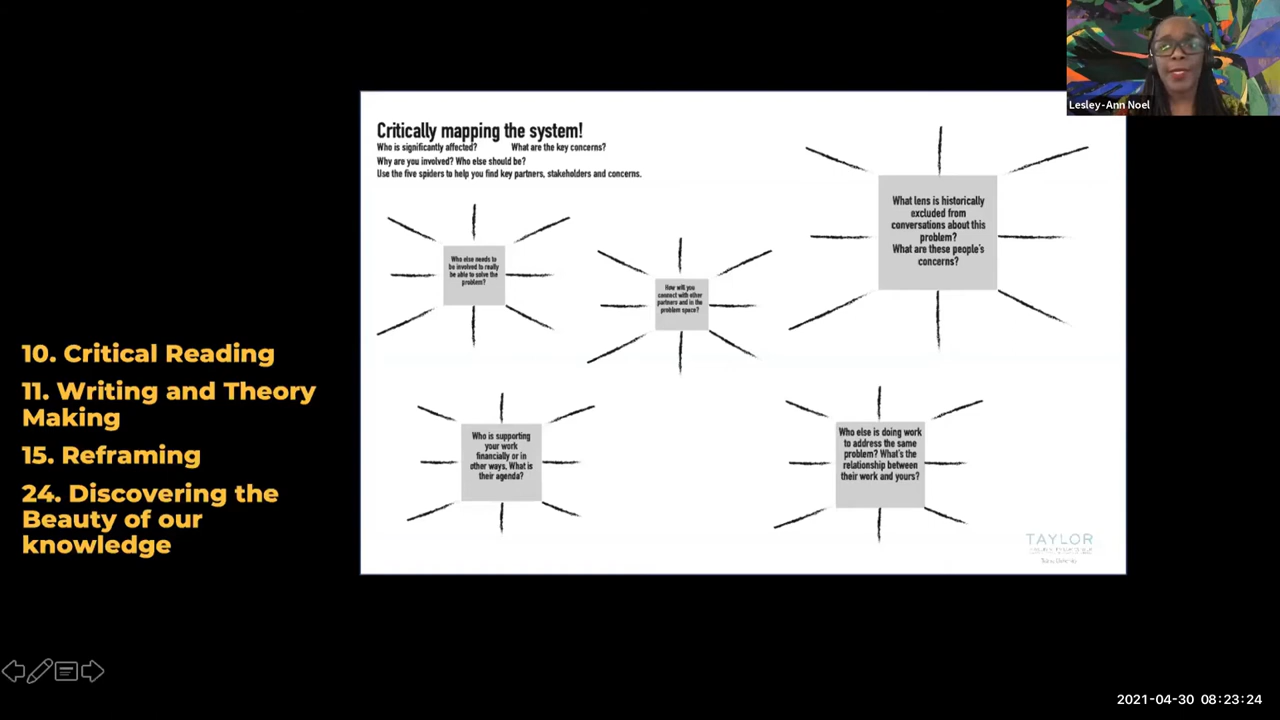 Lesley-Ann Noel
Critically mapping the system!
Who is significantly affected? What are the key concerns?
Why are you involved? Who else should be?
Use the five spiders to help you find key partners, stakeholders and concerns.
What lens is historically
excluded from
conversations about this
problem?
What are these people's
concerns?
Who else needs to
be involved to really
be able to solve the
problem?
How will you
connect with other
partners and in the
problem space?
Who is supporting
your work
financially or in
other ways. What is
their agenda?
Who else is doing work
to address the same
problem? What's the
relationship between
their work and yours?
10. Critical Reading
11. Writing and Theory
Making
15. Reframing
24. Discovering the
Beauty of our
knowledge
TAYLOR
2021-04-30 08:23:24